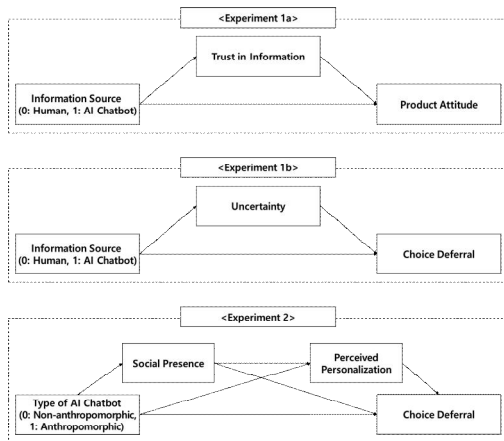 <Experiment 1a>
Trust in Information
Information Source
(0: Human, 1: AI Chatbot)
Product Attitude
<Experiment 1b>
Uncertainty
Information Source
(0: Human, 1: AI Chatbot)
Choice Deferral
<Experiment 2>
Social Presence
Perceived
Personalization
Type of AI Chatbot
(0: Non-anthropomorphic,
1: Anthropomorphic)
Choice Deferral